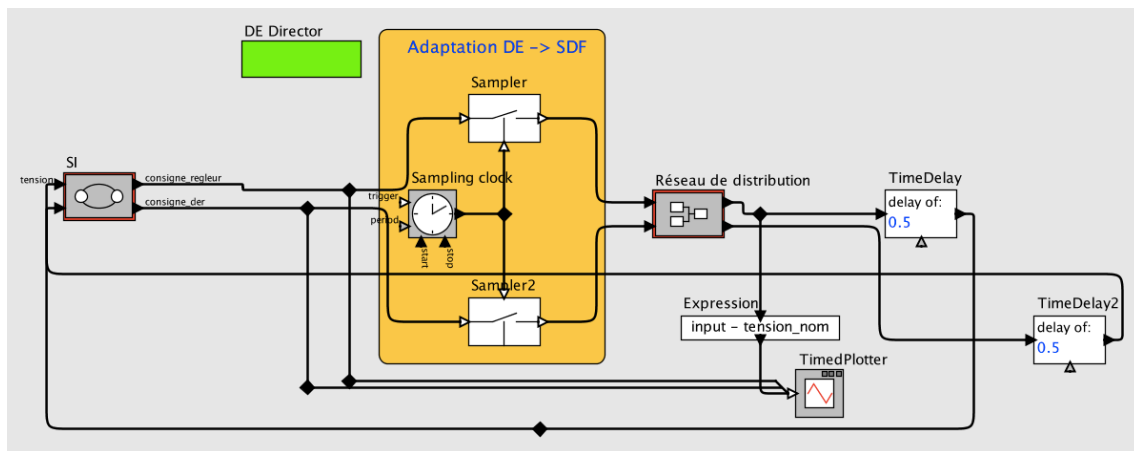 DE Director
Adaptation DE -> SDF
Sampler
SI
tension
consigne_regleur
consigne_der
Sampling clock
trigger
period
start
stop
Réseau de distribution
TimeDelay
delay of:
0.5
Sampler2
Expression
input - tension_nom
TimeDelay2
delay of:
0.5
TimedPlotter